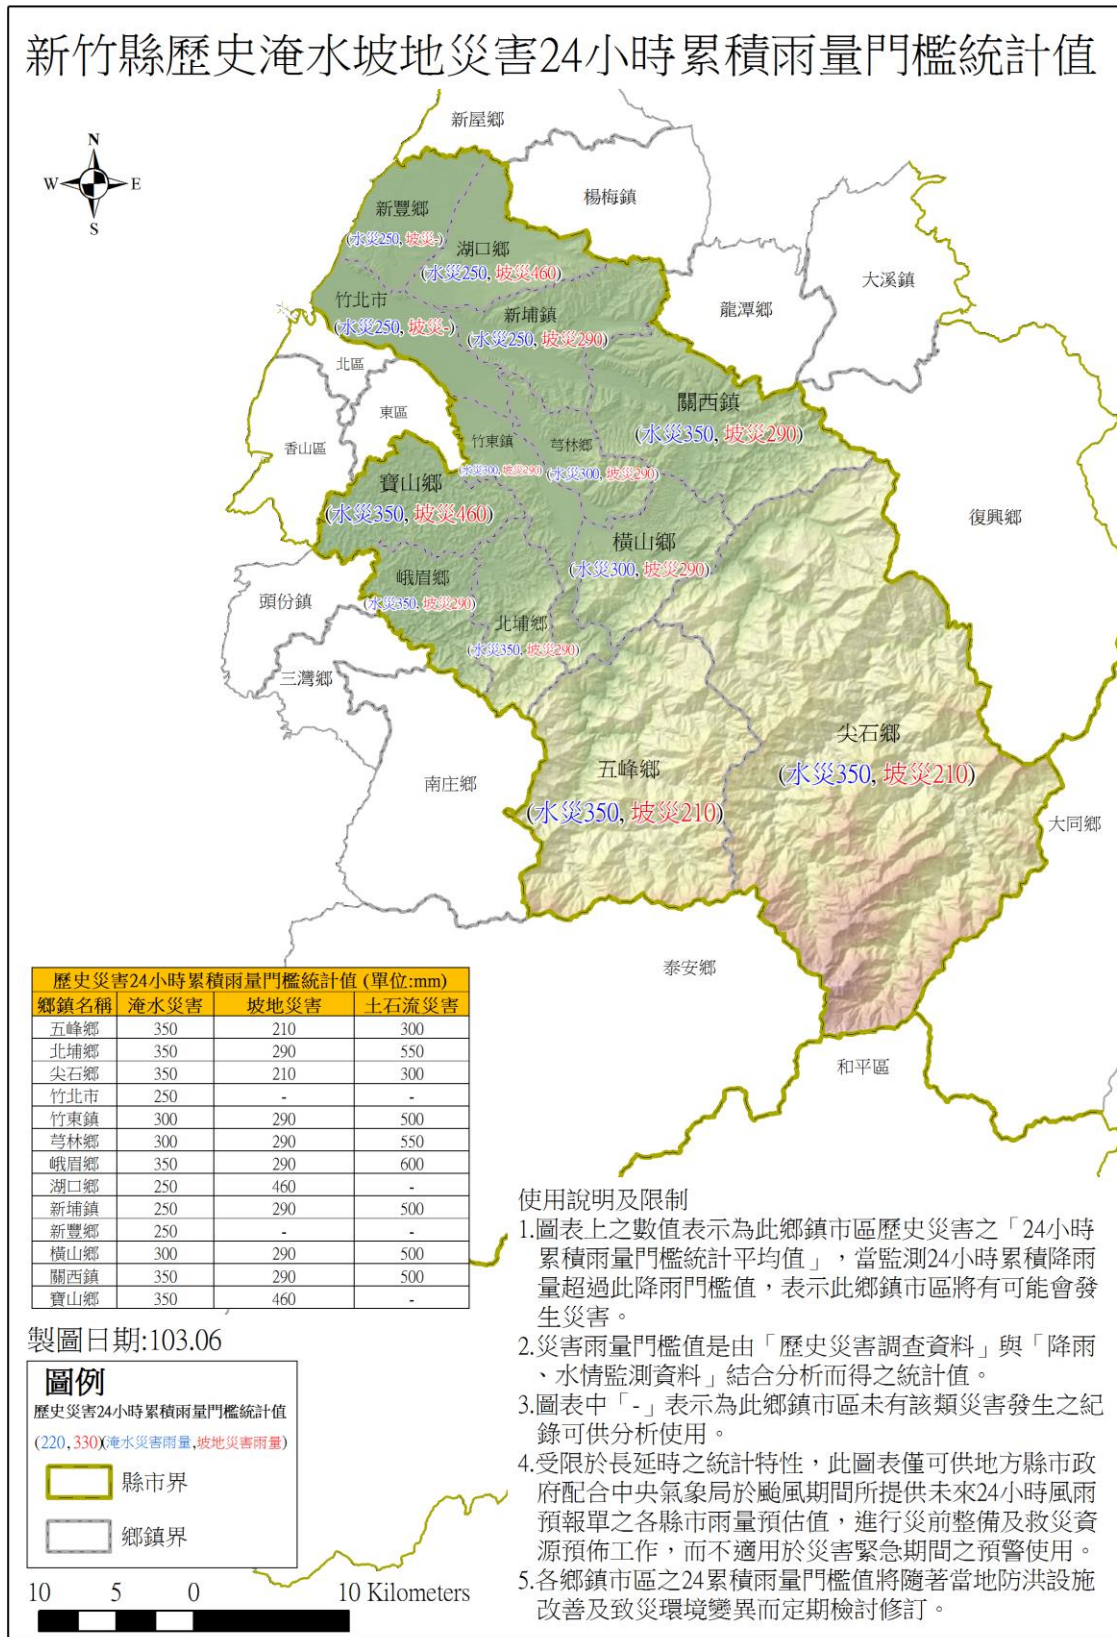 新竹縣歷史淹水坡地災害24小時累積雨量門檻統計值
N
W E
S
新屋鄉
楊梅鎮
新豐鄉
(水災250, 坡災-)
湖口鄉
(水災250, 坡災460)
大溪鎮
龍潭鄉
竹北市
(水災250, 坡災-)
新埔鎮
(水災250, 坡災290)
北區
東區
香山區
關西鎮
(水災350, 坡災290)
竹東鎮
(水災300, 坡災290)
芎林鄉
(水災300, 坡災290)
寶山鄉
(水災350, 坡災460)
復興鄉
橫山鄉
(水災300, 坡災290)
峨眉鄉
(水災350, 坡災290)
頭份鎮
北埔鄉
(水災350, 坡災290)
三灣鄉
尖石鄉
(水災350, 坡災210)
五峰鄉
(水災350, 坡災210)
南庄鄉
大同鄉
泰安鄉
和平區
歷史災害24小時累積雨量門檻統計值 (單位:mm)
鄉鎮名稱 淹水災害 坡地災害 土石流災害
五峰鄉 350 210 300
北埔鄉 350 290 550
尖石鄉 350 210 300
竹北市 250 - -
竹東鎮 300 290 500
芎林鄉 300 290 550
峨眉鄉 350 290 600
湖口鄉 250 460 -
新埔鎮 250 290 500
新豐鄉 250 - -
橫山鄉 300 290 500
關西鎮 350 290 500
寶山鄉 350 460 -
製圖日期:103.06
圖例
歷史災害24小時累積雨量門檻統計值
(220,330)(淹水災害雨量,坡地災害雨量)
縣市界
鄉鎮界
10 5 0 10 Kilometers
使用說明及限制
1.圖表上之數值表示為此鄉鎮市區歷史災害之「24小時
累積雨量門檻統計平均值」，當監測24小時累積降雨
量超過此降雨門檻值，表示此鄉鎮市區將有可能會發
生災害。
2.災害雨量門檻值是由「歷史災害調查資料」與「降雨
、水情監測資料」結合分析而得之統計值。
3.圖表中「-」表示為此鄉鎮市區未有該類災害發生之紀
錄可供分析使用。
4.受限於長延時之統計特性，此圖表僅可供地方縣市政
府配合中央氣象局於颱風期間所提供未來24小時風雨
預報單之各縣市雨量預估值，進行災前整備及救災資
源預佈工作，而不適用於災害緊急期間之預警使用。
5.各鄉鎮市區之24累積雨量門檻值將隨著當地防洪設施
改善及致災環境變異而定期檢討修訂。